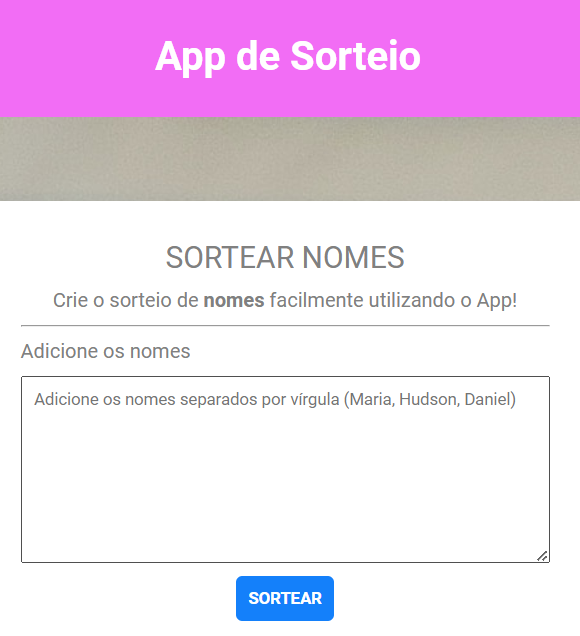 App de Sorteio
SORTEAR NOMES
Crie o sorteio de nomes facilmente utilizando o App!
Adicione os nomes
Adicione os nomes separados por vírgula (Maria, Hudson, Daniel)
SORTEAR